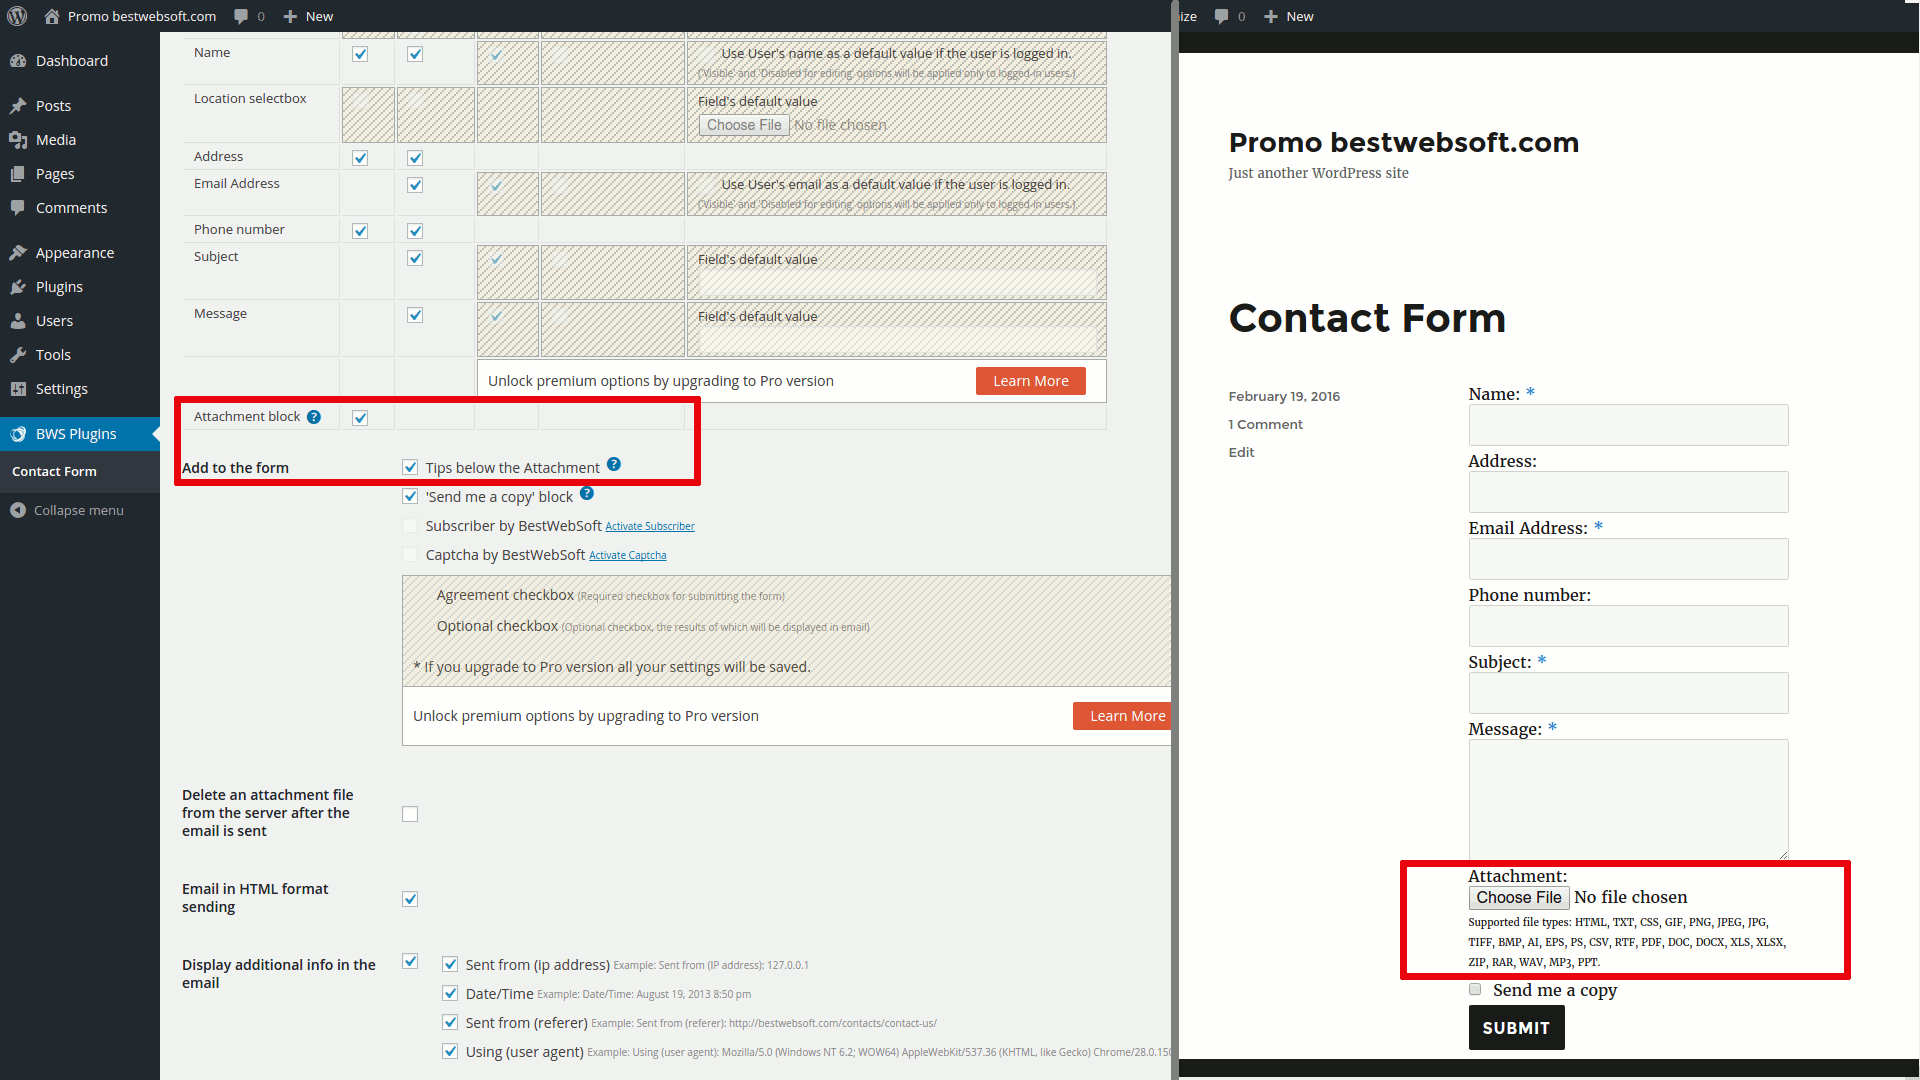 Promo bestwebsoft.com 0 New
Dashboard
Posts
Media
Pages
Comments
Appearance
Plugins
Users
Tools
Settings
BWS Plugins
Contact Form
Collapse menu
Name
Use User's name as a default value if the user is logged in.
('Visible' and 'Disabled for editing' options will be applied only to logged-in users.)
Location selectbox
Field's default value
Choose File No file chosen
Address
Email Address
Use User's email as a default value if the user is logged in.
('Visible' and 'Disabled for editing' options will be applied only to logged-in users.)
Phone number
Subject
Field's default value
Message
Field's default value
Unlock premium options by upgrading to Pro version Learn More
Attachment block ?
Add to the form
Tips below the Attachment ?
'Send me a copy' block ?
Subscriber by BestWebSoft Activate Subscriber
Captcha by BestWebSoft Activate Captcha
Agreement checkbox (Required checkbox for submitting the form)
Optional checkbox (Optional checkbox, the results of which will be displayed in email)
* If you upgrade to Pro version all your settings will be saved.
Unlock premium options by upgrading to Pro version Learn More
Delete an attachment file
from the server after the
email is sent
Email in HTML format
sending
Display additional info in the
email
Sent from (ip address) Example: Sent from (IP address): 127.0.0.1
Date/Time Example: Date/Time: August 19, 2013 8:50 pm
Sent from (referer) Example: Sent from (referer): http://bestwebsoft.com/contacts/contact-us/
Using (user agent) Example: Using (user agent): Mozilla/5.0 (Windows NT 6.2; WOW64) AppleWebKit/537.36 (KHTML, like Gecko) Chrome/28.0.150
ize 0 New
Promo bestwebsoft.com
Just another WordPress site
Contact Form
February 19, 2016
1 Comment
Edit
Name: *
Address:
Email Address: *
Phone number:
Subject: *
Message: *
Attachment:
Choose File No file chosen
Supported file types: HTML, TXT, CSS, GIF, PNG, JPEG, JPG,
TIFF, BMP, AI, EPS, PS, CSV, RTF, PDF, DOC, DOCX, XLS, XLSX,
ZIP, RAR, WAV, MP3, PPT.
Send me a copy
SUBMIT